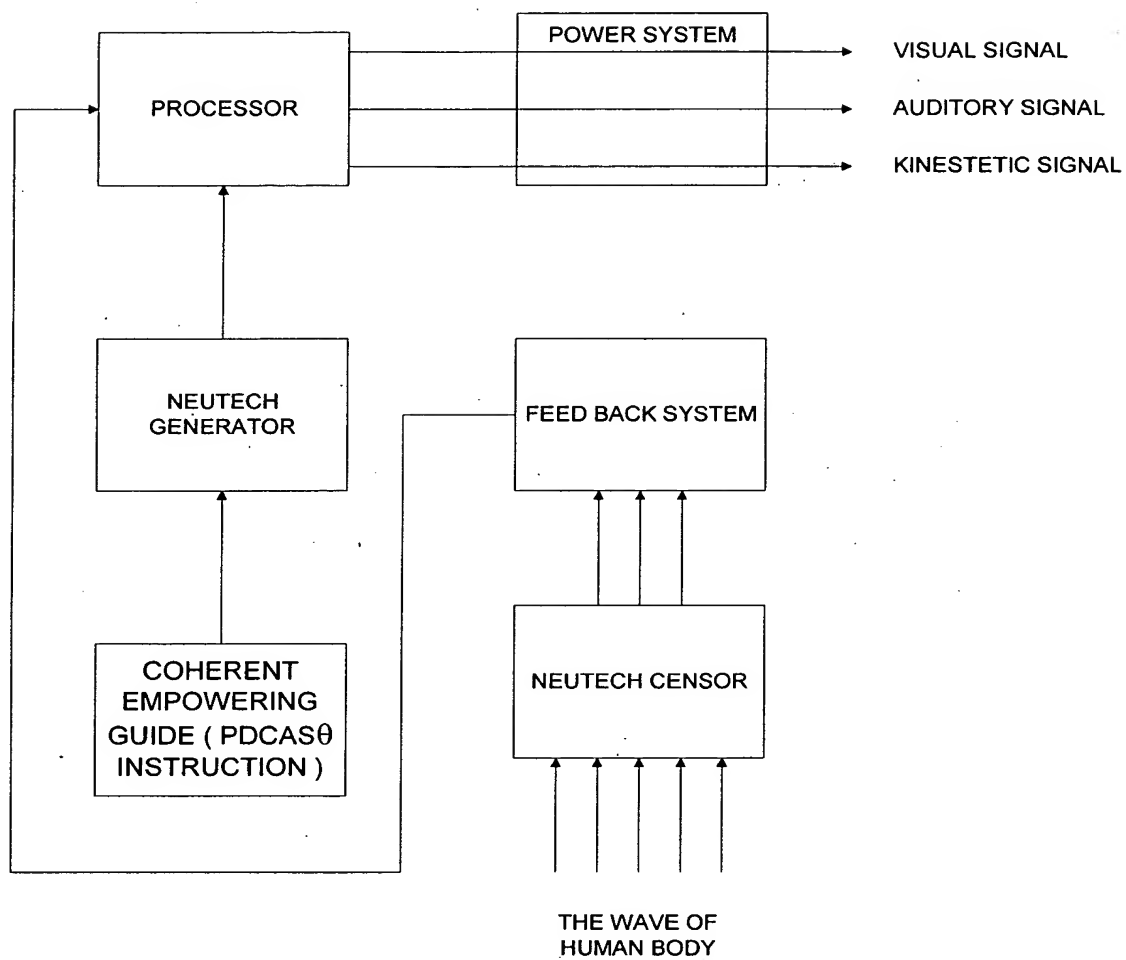 POWER SYSTEM
VISUAL SIGNAL
PROCESSOR
AUDITORY SIGNAL
KINESTETIC SIGNAL
NEUTECH
GENERATOR
FEED BACK SYSTEM
COHERENT
EMPOWERING
GUIDE ( PDCASθ
INSTRUCTION )
NEUTECH CENSOR
THE WAVE OF
HUMAN BODY